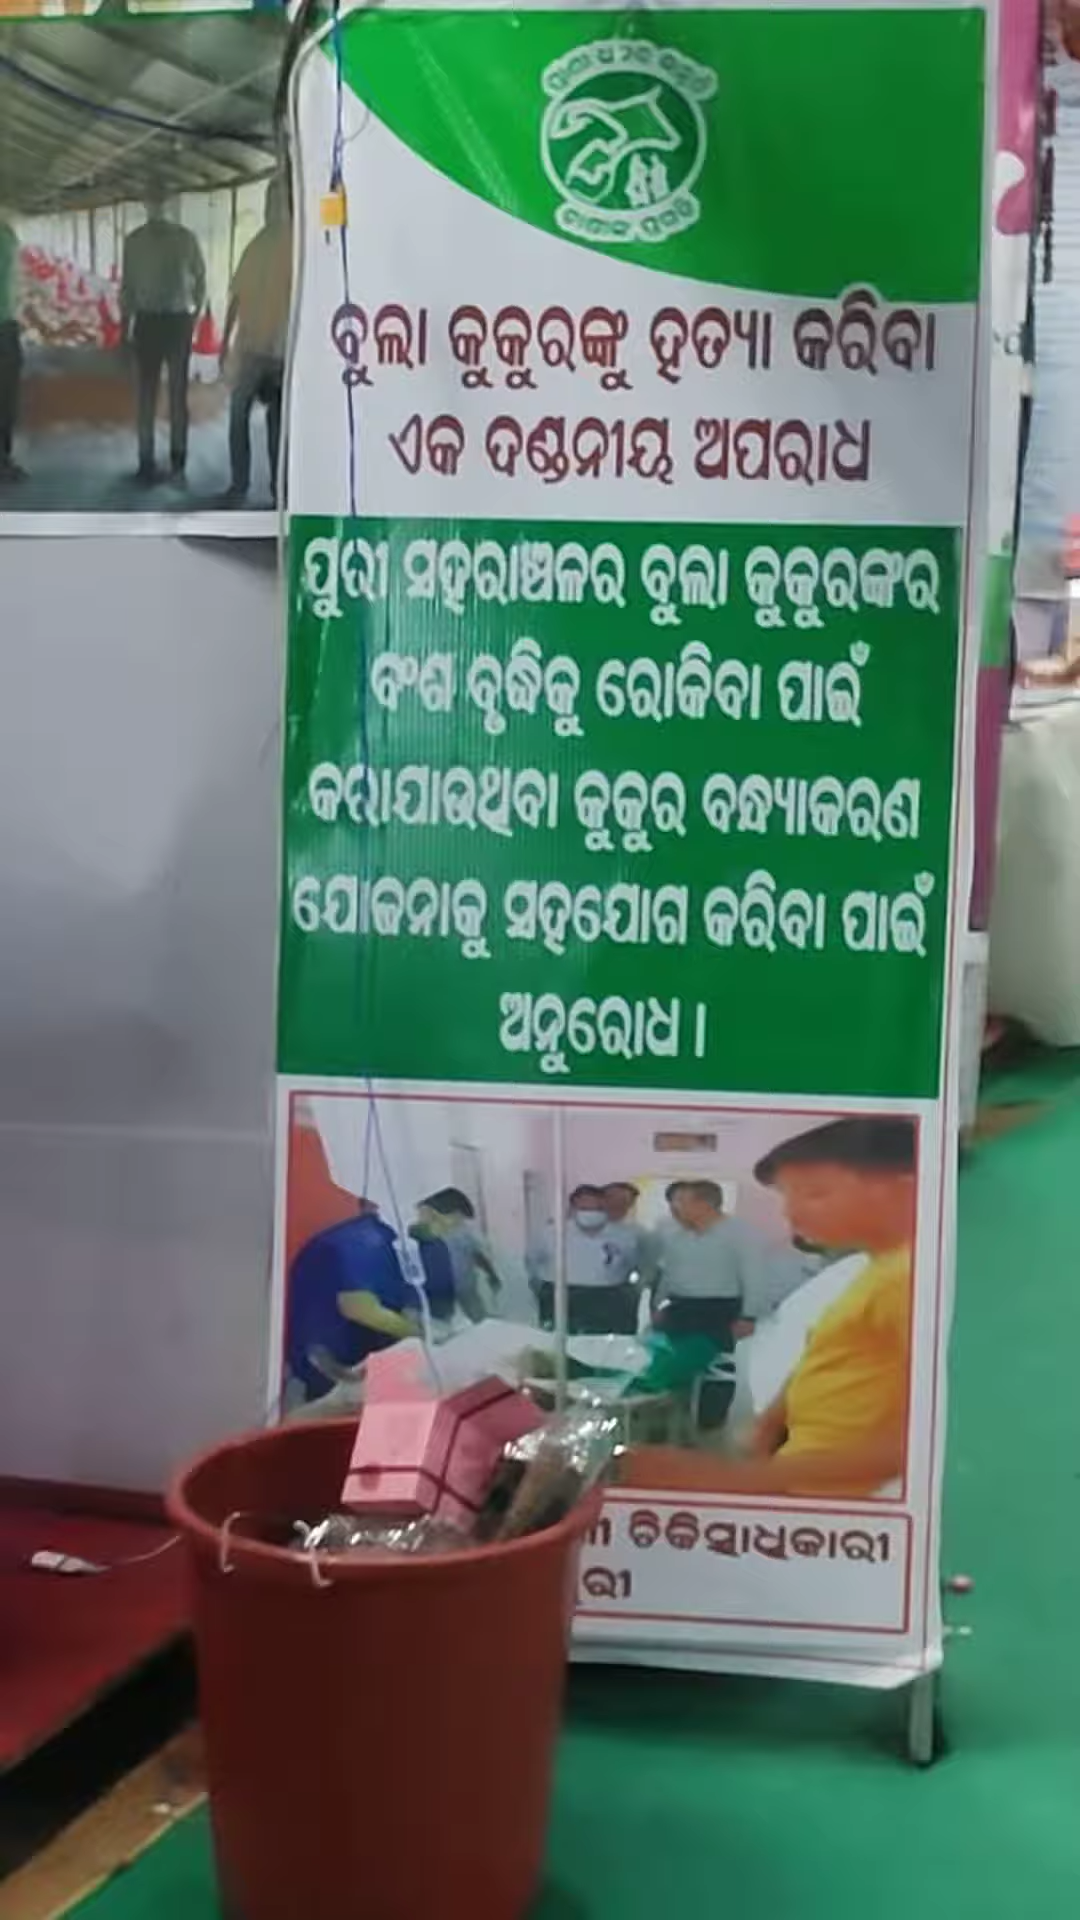 ବୁଲା କୁକୁରଙ୍କୁ ହତ୍ୟା କରିବା
ଏକ ଦଣ୍ଡନୀୟ ଅପରାଧ
ପୁରୀ ସହରାଞ୍ଚଳର ବୁଲା କୁକୁରଙ୍କର
ବଂଶ ବୃଦ୍ଧିକୁ ରୋକିବା ପାଇଁ
କରାଯାଉଥିବା କୁକୁର ବନ୍ଧ୍ୟାକରଣ
ଯୋଜନାକୁ ସହଯୋଗ କରିବା ପାଇଁ
ଅନୁରୋଧ।
ଚିକିତ୍ସାଧିକାରୀ